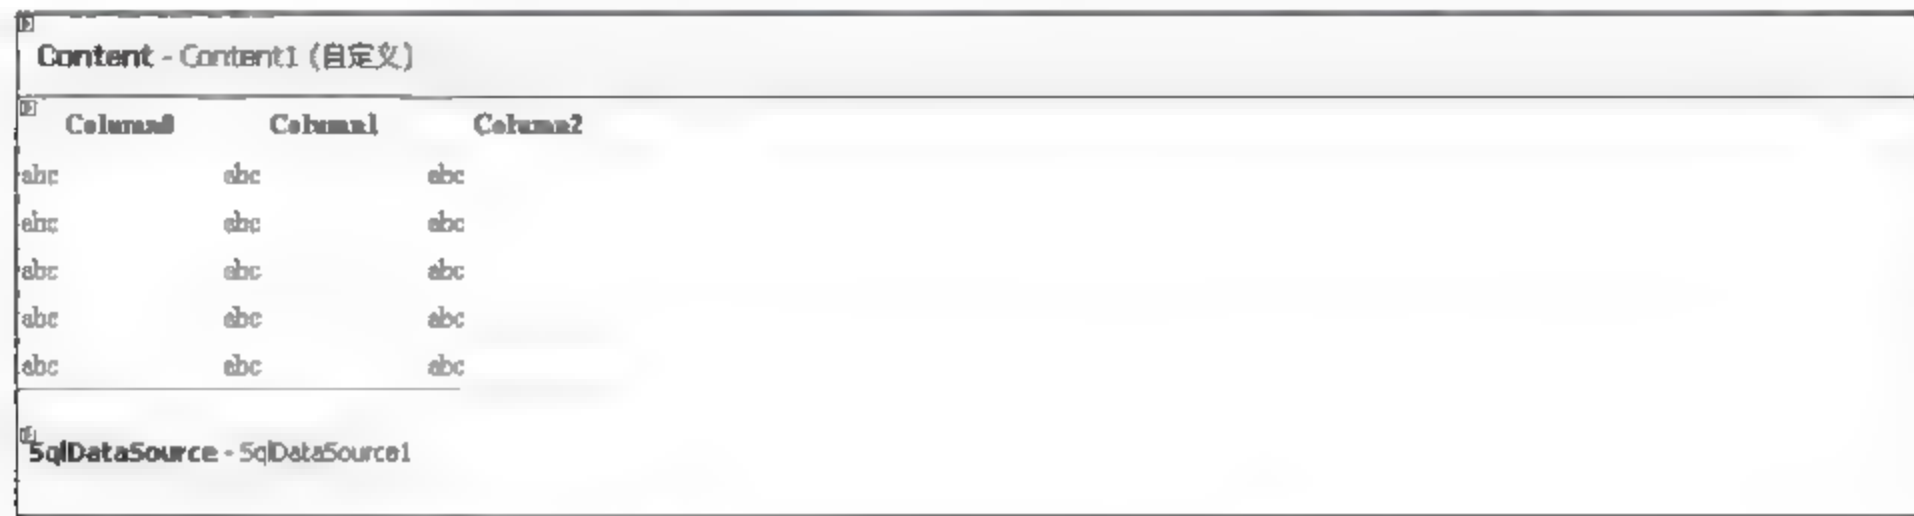 Content - Content1 (自定义)
Column0 Column1 Column2
abc abc abc
abc abc abc
abc abc abc
abc abc abc
abc abc abc
SqlDataSource - SqlDataSource1